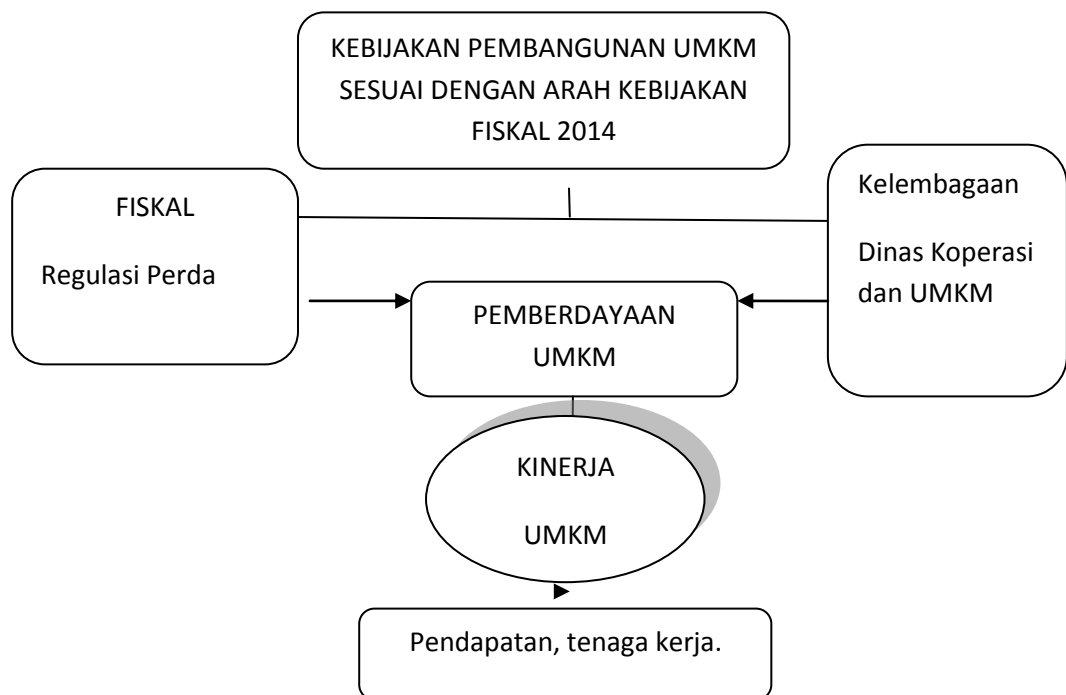 KEBIJAKAN PEMBANGUNAN UMKM
SESUAI DENGAN ARAH KEBIJAKAN
FISKAL 2014
FISKAL
Regulasi Perda
Kelembagaan
Dinas Koperasi
dan UMKM
PEMBERDAYAAN
UMKM
KINERJA
UMKM
Pendapatan, tenaga kerja.